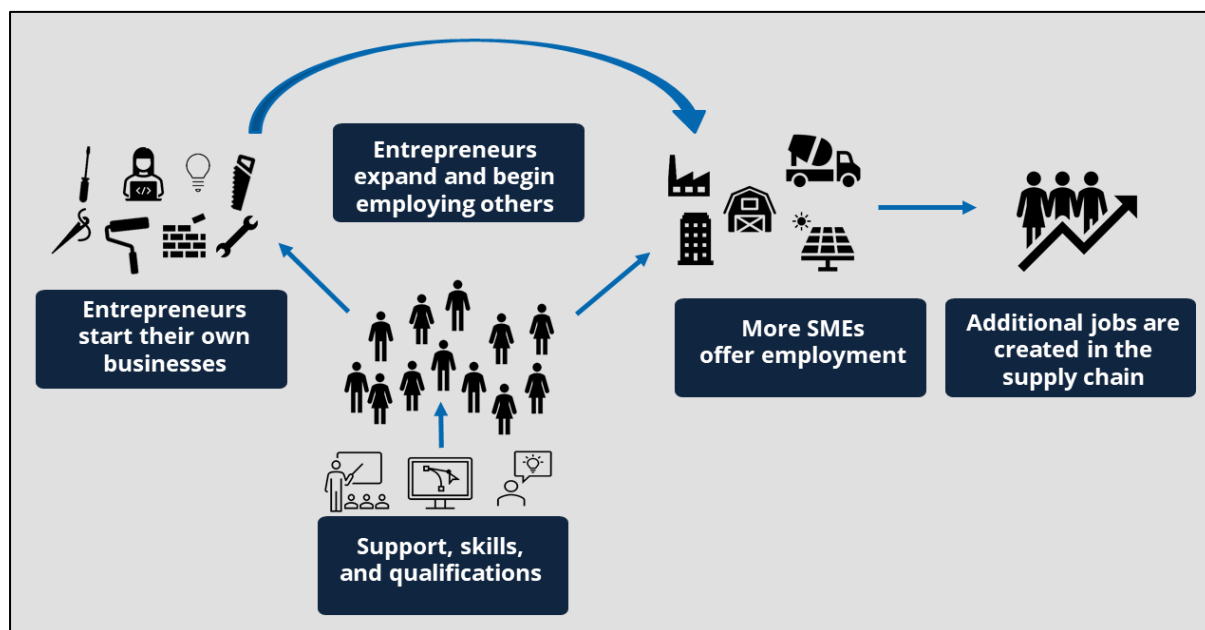 Entrepreneurs
expand and begin
employing others
Entrepreneurs
start their own
businesses
More SMEs
offer employment
Additional jobs are
created in the
supply chain
Support, skills,
and qualifications